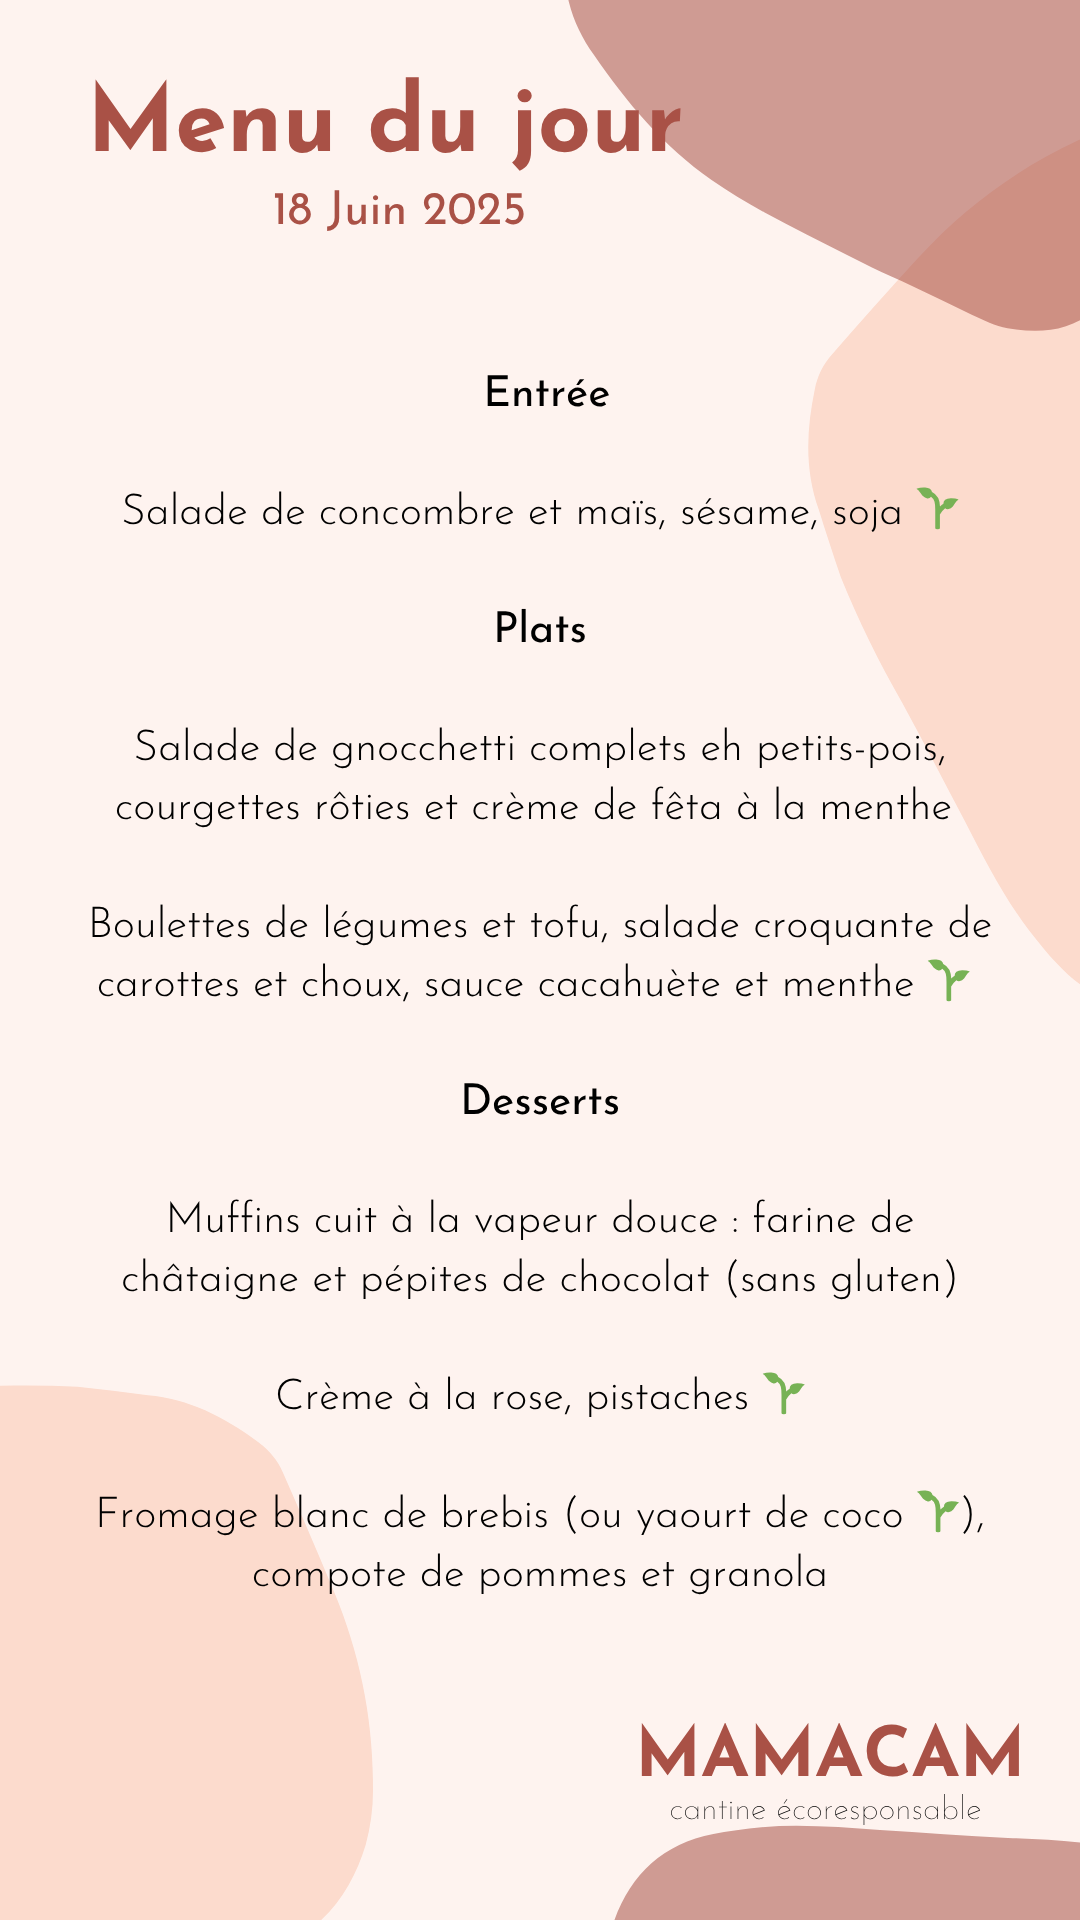 Menu du jour
18 Juin 2025
Entrée
Salade de concombre et maïs, sésame, soja 🌱
Plats
Salade de gnocchetti complets eh petits-pois,
courgettes rôties et crème de fêta à la menthe
Boulettes de légumes et tofu, salade croquante de
carottes et choux, sauce cacahuète et menthe 🌱
Desserts
Muffins cuit à la vapeur douce : farine de
châtaigne et pépites de chocolat (sans gluten)
Crème à la rose, pistaches 🌱
Fromage blanc de brebis (ou yaourt de coco 🌱),
compote de pommes et granola
MAMACAM
cantine écoresponsable